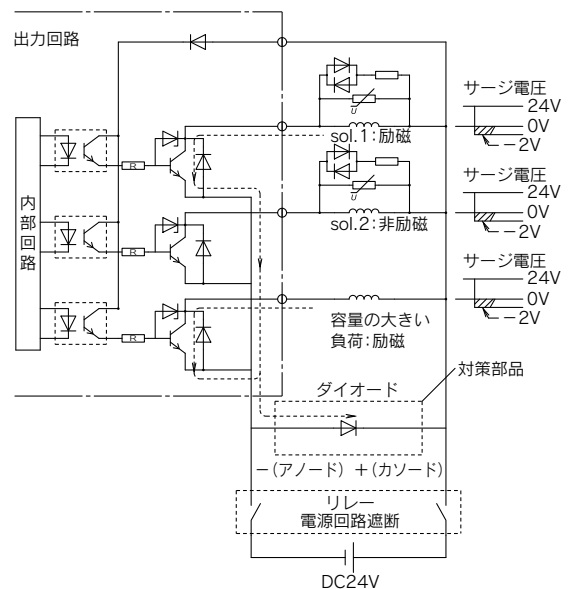 出力回路
サージ電圧
24V
0V
−2V
sol.1:励磁
R
U
内部回路
サージ電圧
24V
0V
−2V
sol.2:非励磁
R
U
サージ電圧
24V
0V
−2V
容量の大きい
負荷:励磁
R
対策部品
ダイオード
−(アノード) +(カソード)
リレー
電源回路遮断
DC24V